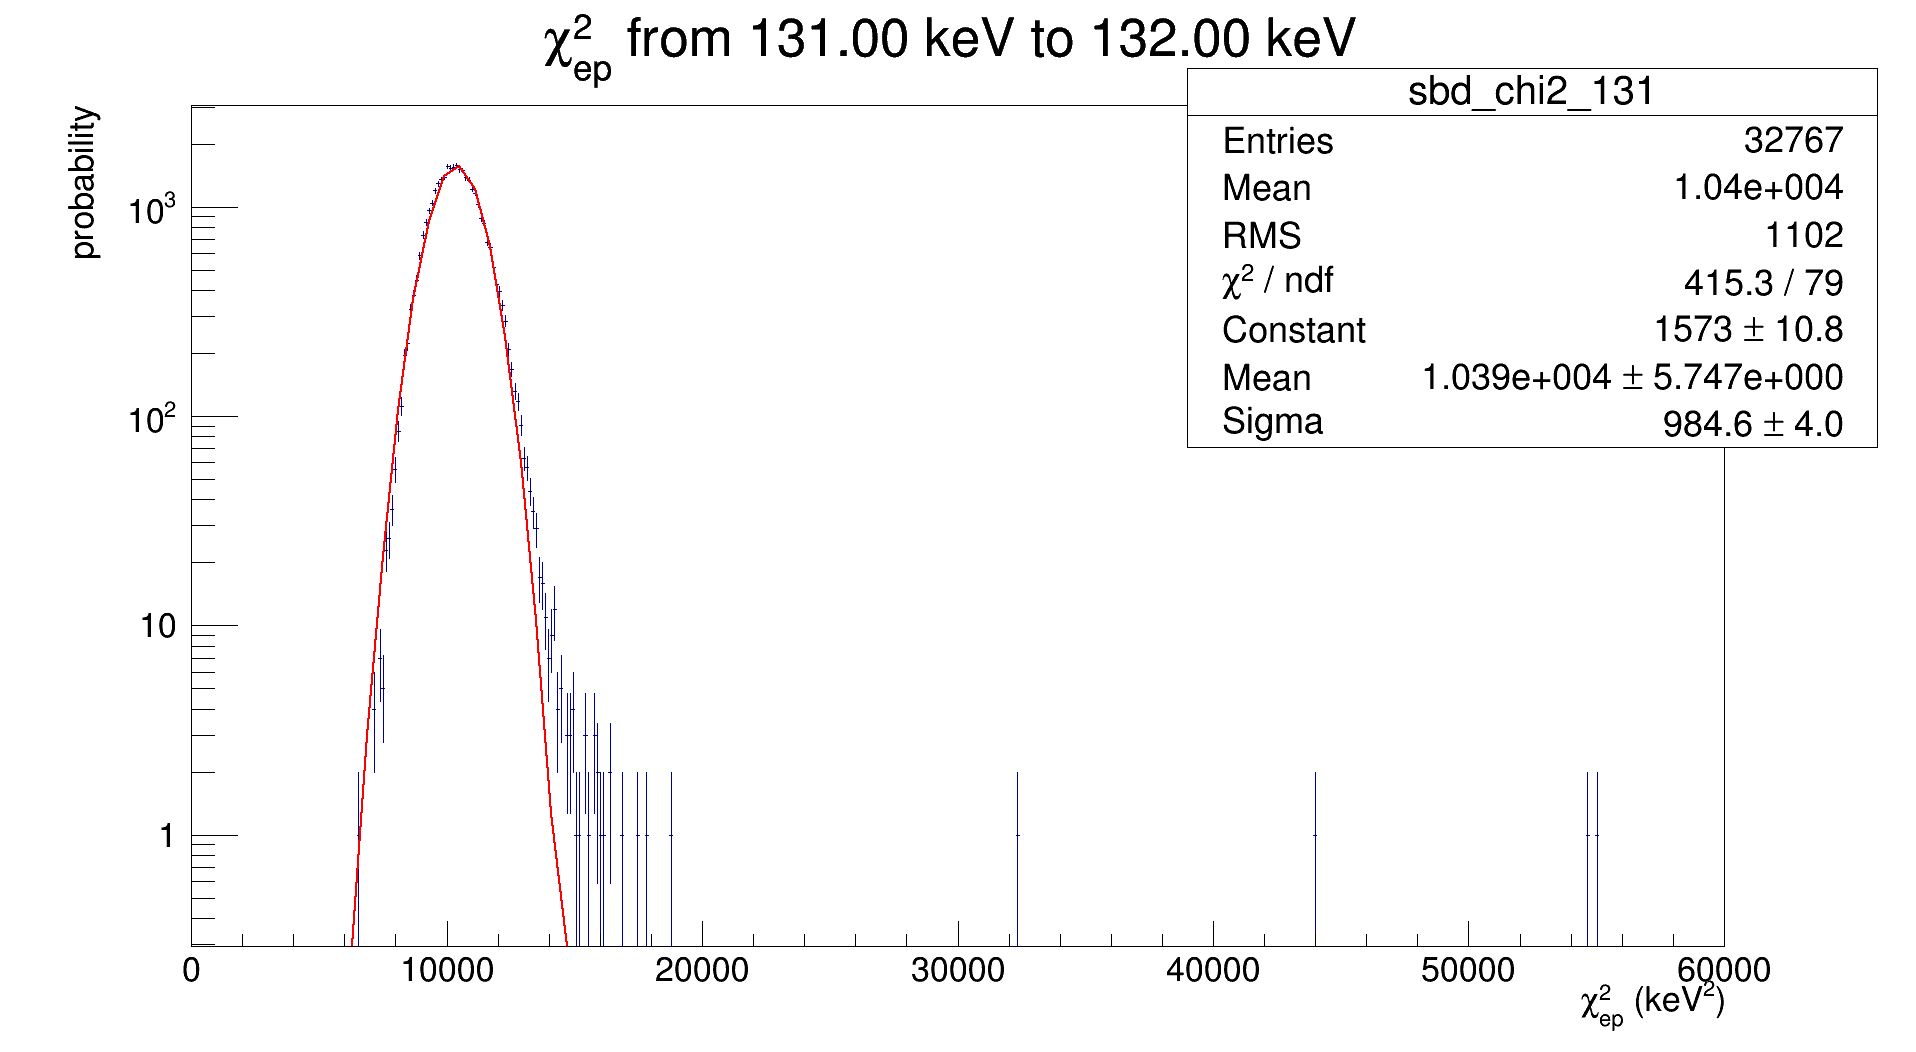 χ²ep from 131.00 keV to 132.00 keV
probability
sbd_chi2_131
Entries 32767
Mean 1.04e+004
RMS 1102
χ² / ndf 415.3 / 79
Constant 1573 ± 10.8
Mean 1.039e+004 ± 5.747e+000
Sigma 984.6 ± 4.0
10³
10²
10
1
0 10000 20000 30000 40000 50000 60000
χ²ep (keV²)